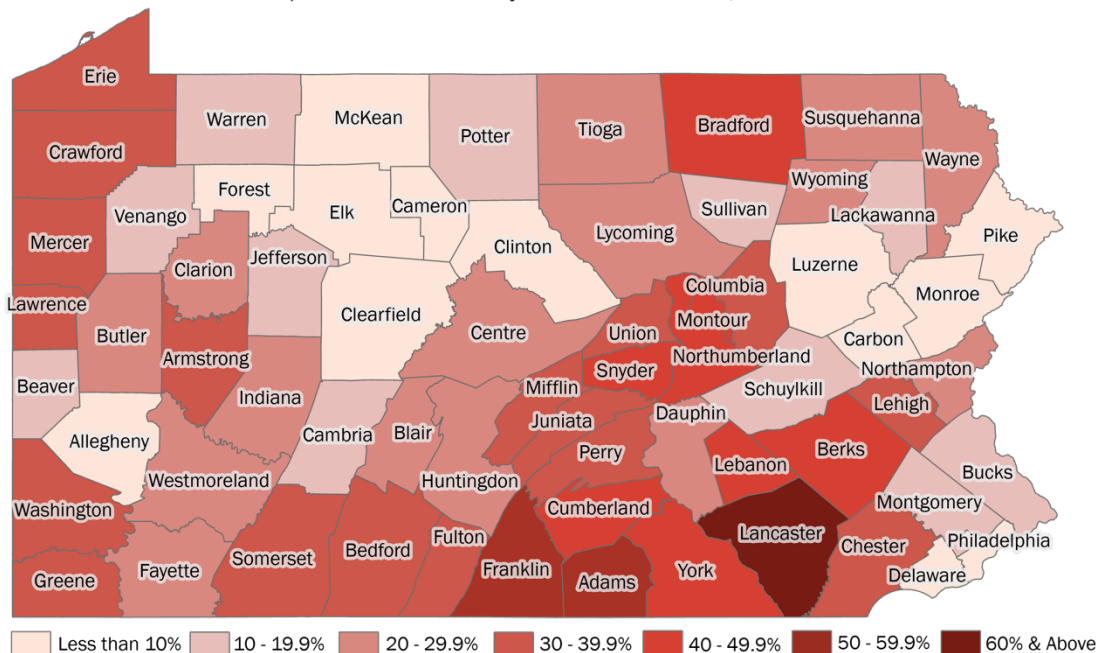 Erie
Warren
McKean
Potter
Tioga
Bradford
Susquehanna
Wayne
Crawford
Forest
Elk
Cameron
Wyoming
Venango
Sullivan
Lackawanna
Mercer
Clarion
Jefferson
Clinton
Lycoming
Luzerne
Pike
Lawrence
Butler
Clearfield
Centre
Columbia
Monroe
Armstrong
Union
Montour
Carbon
Beaver
Indiana
Mifflin
Snyder
Northumberland
Northampton
Allegheny
Cambria
Blair
Juniata
Dauphin
Schuylkill
Lehigh
Westmoreland
Huntingdon
Perry
Lebanon
Berks
Bucks
Washington
Cumberland
Montgomery
Greene
Fayette
Somerset
Bedford
Fulton
Franklin
Adams
York
Lancaster
Chester
Philadelphia
Delaware
Less than 10% 10 - 19.9% 20 - 29.9% 30 - 39.9% 40 - 49.9% 50 - 59.9% 60% & Above